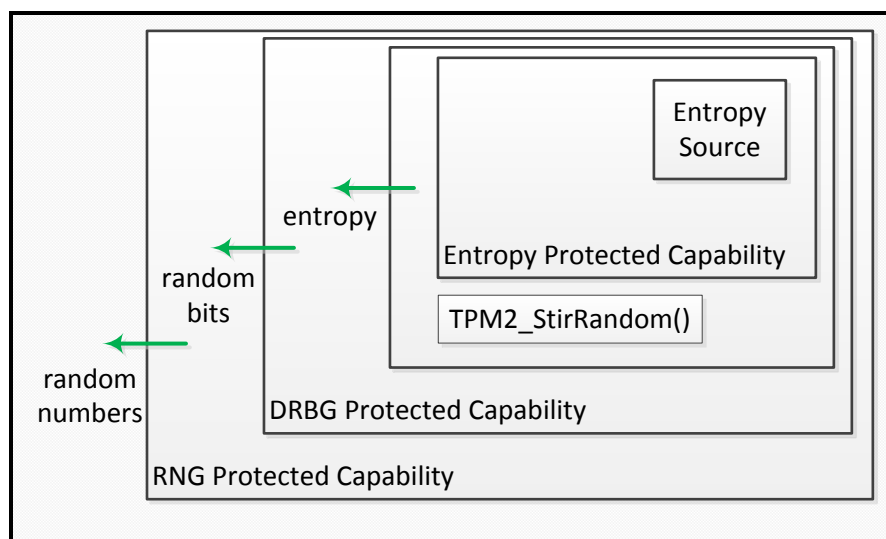 Entropy
Source
entropy
Entropy Protected Capability
random
bits
TPM2_StirRandom()
random
numbers
DRBG Protected Capability
RNG Protected Capability